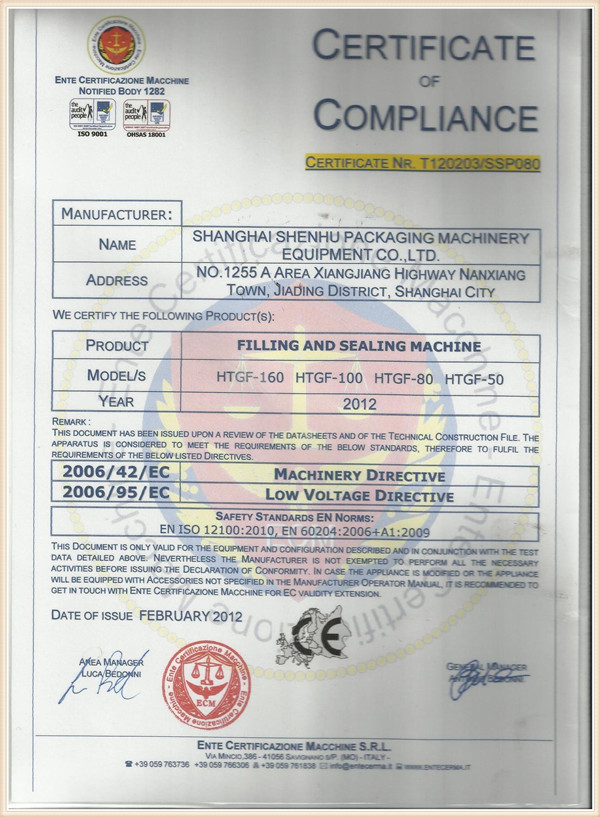 ENTE CERTIFICAZIONE MACCHINE
NOTIFIED BODY 1282
the audit people
ISO 9001
the audit people
OHSAS 18001
CERTIFICATE
OF
COMPLIANCE
CERTIFICATE NR. T120203/SSP080
MANUFACTURER:
NAME
SHANGHAI SHENHU PACKAGING MACHINERY
EQUIPMENT CO.,LTD.
ADDRESS
NO.1255 A AREA XIANGJIANG HIGHWAY NANXIANG
TOWN, JIADING DISTRICT, SHANGHAI CITY
WE CERTIFY THE FOLLOWING PRODUCT(S):
PRODUCT
FILLING AND SEALING MACHINE
MODEL/S
HTGF-160 HTGF-100 HTGF-80 HTGF-50
YEAR
2012
REMARK :
THIS DOCUMENT HAS BEEN ISSUED UPON A REVIEW OF THE DATASHEETS AND OF THE TECHNICAL CONSTRUCTION FILE. THE
APPARATUS IS CONSIDERED TO MEET THE REQUIREMENTS OF THE BELOW STANDARDS, THEREFORE TO FULFIL THE
REQUIREMENTS OF THE BELOW LISTED DIRECTIVES.
2006/42/EC
MACHINERY DIRECTIVE
2006/95/EC
LOW VOLTAGE DIRECTIVE
SAFETY STANDARDS EN NORMS:
EN ISO 12100:2010, EN 60204:2006+A1:2009
THIS DOCUMENT IS ONLY VALID FOR THE EQUIPMENT AND CONFIGURATION DESCRIBED AND IN CONJUNCTION WITH THE TEST
DATA DETAILED ABOVE. NEVERTHELESS THE MANUFACTURER IS NOT EXEMPTED TO PERFORM ALL THE NECESSARY
ACTIVITIES BEFORE ISSUING THE DECLARATION OF CONFORMITY. IN CASE THE APPLIANCE IS MODIFIED OR THE APPLIANCE
WILL BE EQUIPPED WITH ACCESSORIES NOT SPECIFIED IN THE MANUFACTURER OPERATOR MANUAL, IT IS RECOMMENDED TO
GET IN TOUCH WITH ENTE CERTIFICAZIONE MACCHINE FOR EC VALIDITY EXTENSION.
DATE OF ISSUE FEBRUARY 2012
CE
AREA MANAGER
LUCA BEDONNI
Ente Certificazione Macchine
ECM
GENERAL MANAGER
BEDONNI
ENTE CERTIFICAZIONE MACCHINE S.R.L.
VIA MINCIO,386 - 41056 SAVIGNANO S/P. (MO) - ITALY -
+39 059 763736 +39 059 766306 & +39 059 761838 info@entecerma.it www.entecerma.it